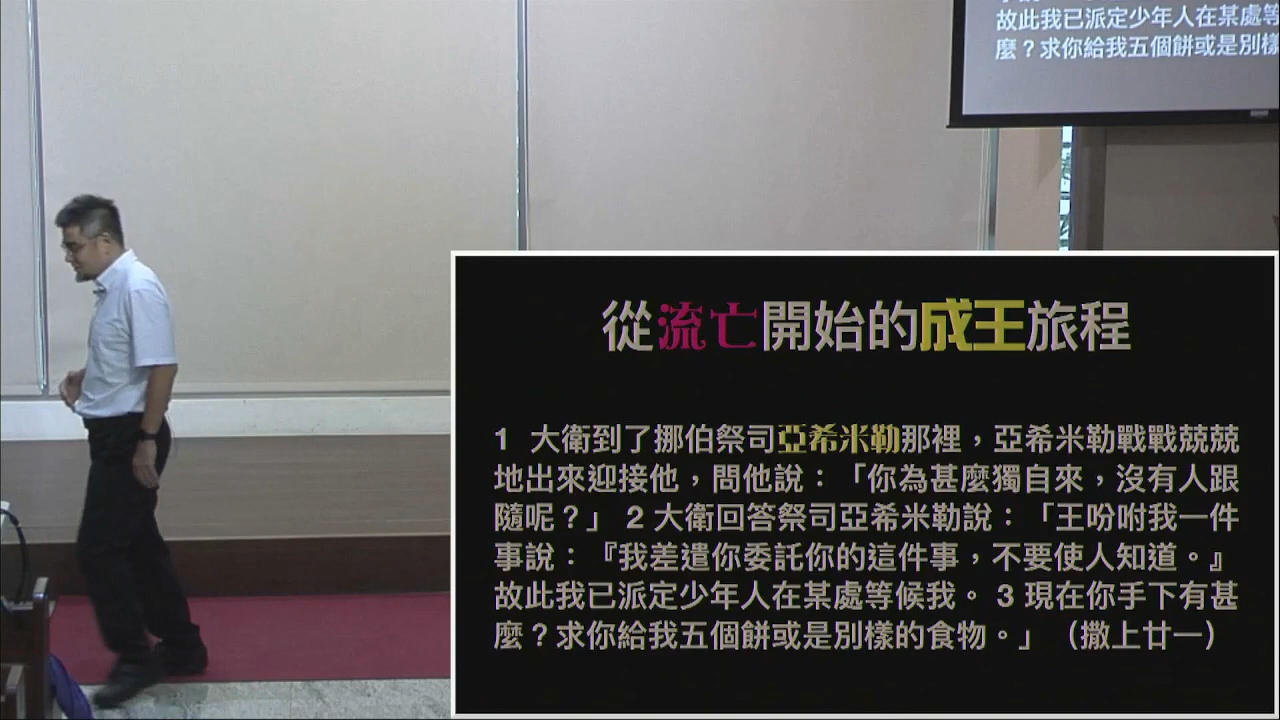 故此我已派定少年人在某處等
麼？求你給我五個餅或是別樣
從流亡開始的成王旅程
1 大衛到了挪伯祭司亞希米勒那裡，亞希米勒戰戰兢兢
地出來迎接他，問他說：「你為甚麼獨自來，沒有人跟
隨呢？」 2 大衛回答祭司亞希米勒說：「王吩咐我一件
事說：『我差遣你委託你的這件事，不要使人知道。』
故此我已派定少年人在某處等候我。 3 現在你手下有甚
麼？求你給我五個餅或是別樣的食物。」（撒上廿一）